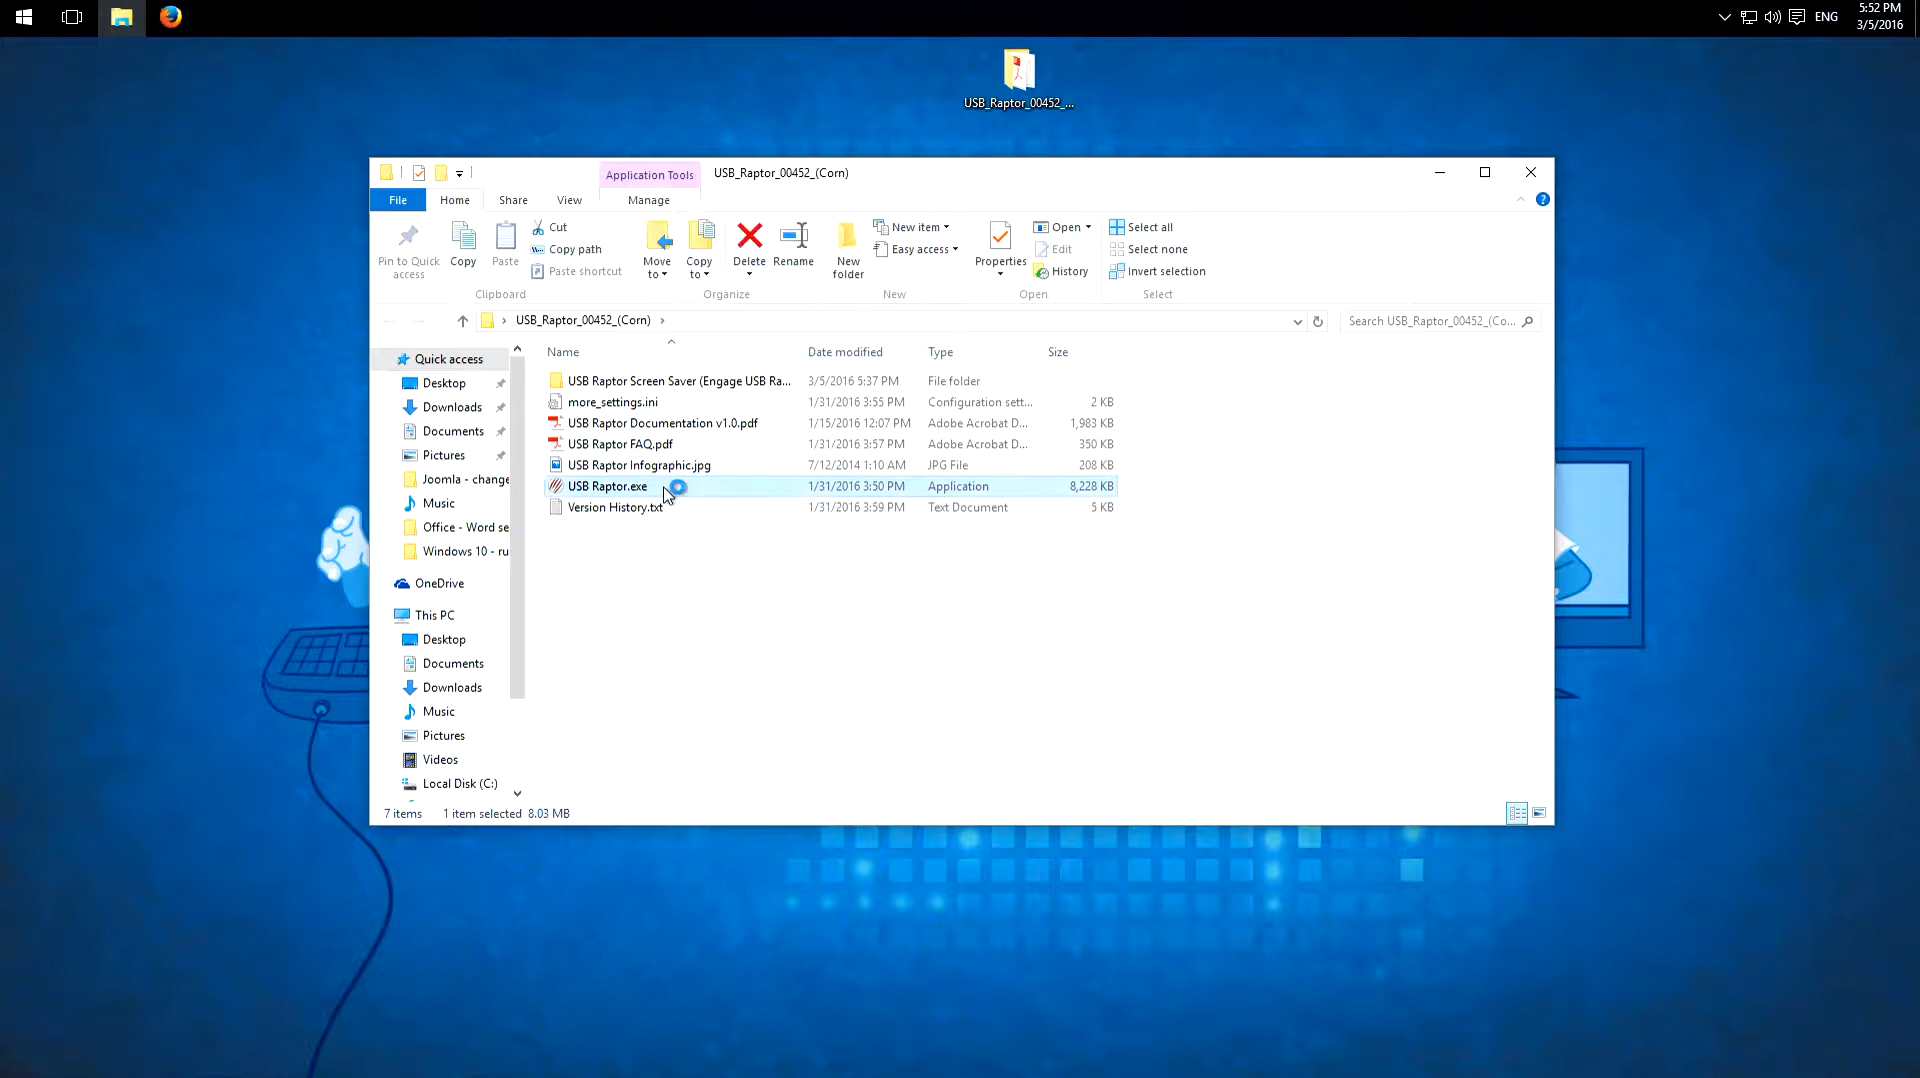 ENG
5:52 PM
3/5/2016
USB_Raptor_00452_...
Application Tools
USB_Raptor_00452_(Corn)
File
Home
Share
View
Manage
Pin to Quick access
Copy
Paste
Cut
Copy path
Paste shortcut
Clipboard
Move to
Copy to
Delete
Rename
Organize
New folder
New item
Easy access
New
Properties
Open
Edit
History
Open
Select all
Select none
Invert selection
Select
USB_Raptor_00452_(Corn)
Search USB_Raptor_00452_(Co...
Quick access
Desktop
Downloads
Documents
Pictures
Joomla - change
Music
Office - Word se
Windows 10 - ru
OneDrive
This PC
Desktop
Documents
Downloads
Music
Pictures
Videos
Local Disk (C:)
Name Date modified Type Size
USB Raptor Screen Saver (Engage USB Ra... 3/5/2016 5:37 PM File folder
more_settings.ini 1/31/2016 3:55 PM Configuration sett... 2 KB
USB Raptor Documentation v1.0.pdf 1/15/2016 12:07 PM Adobe Acrobat D... 1,983 KB
USB Raptor FAQ.pdf 1/31/2016 3:57 PM Adobe Acrobat D... 350 KB
USB Raptor Infographic.jpg 7/12/2014 1:10 AM JPG File 208 KB
USB Raptor.exe 1/31/2016 3:50 PM Application 8,228 KB
Version History.txt 1/31/2016 3:59 PM Text Document 5 KB
7 items 1 item selected 8.03 MB